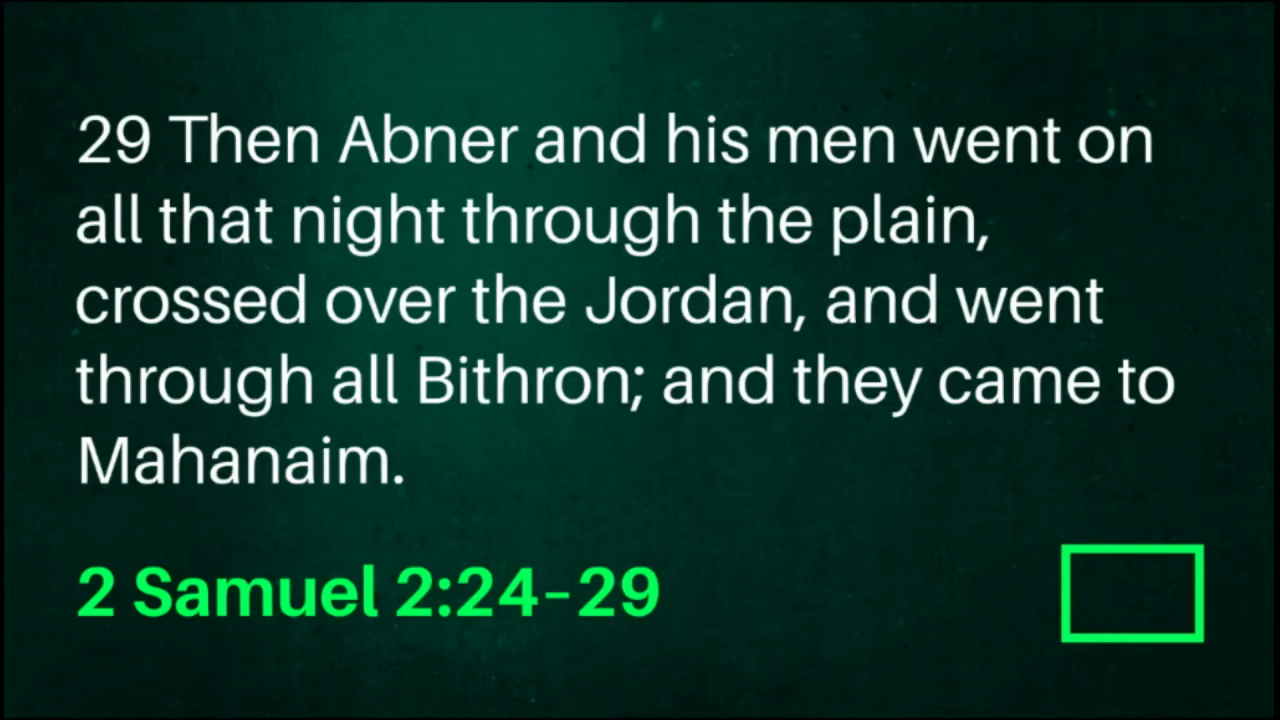 29 Then Abner and his men went on
all that night through the plain,
crossed over the Jordan, and went
through all Bithron; and they came to
Mahanaim.
2 Samuel 2:24–29